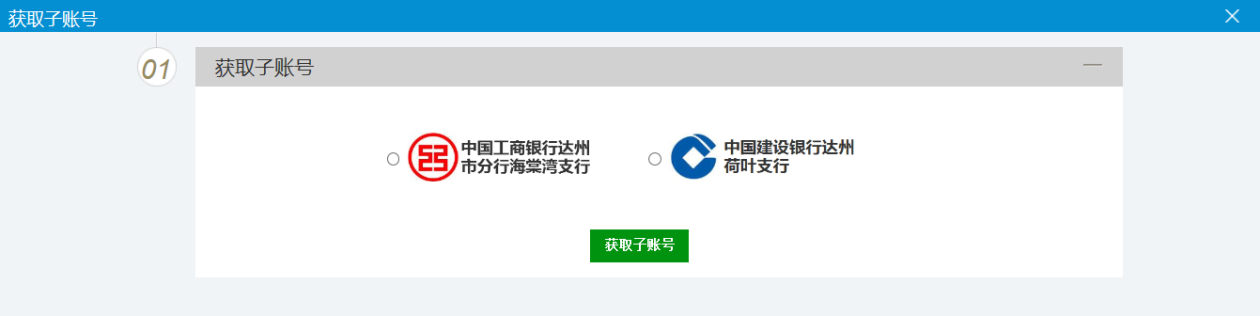 获取子账号
01
获取子账号
中国工商银行达州
市分行海棠湾支行
中国建设银行达州
荷叶支行
获取子账号